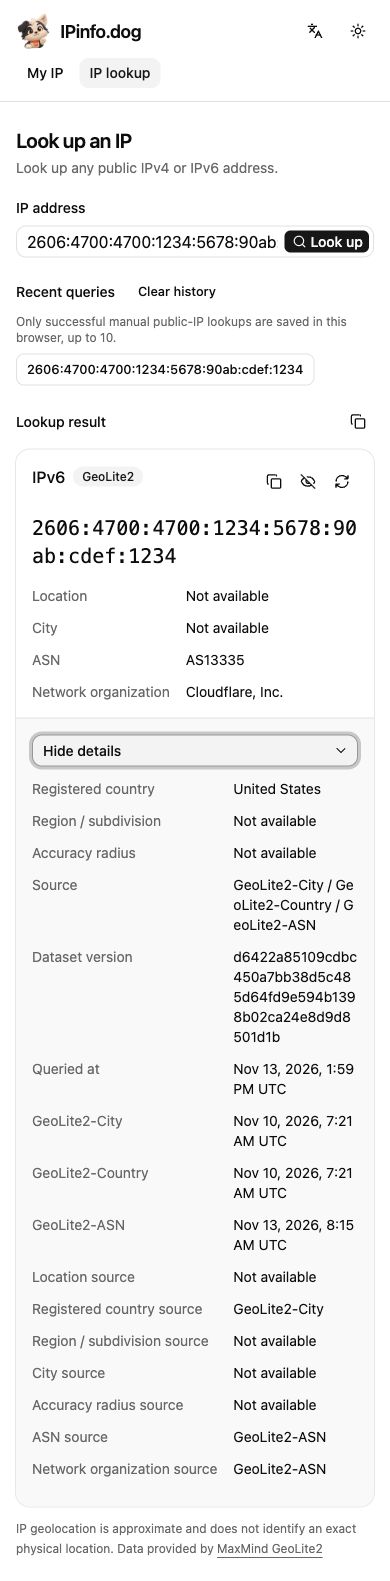 IPinfo.dog
My IP
IP lookup
Look up an IP
Look up any public IPv4 or IPv6 address.
IP address
2606:4700:4700:1234:5678:90ab
Look up
Recent queries Clear history
Only successful manual public-IP lookups are saved in this
browser, up to 10.
2606:4700:4700:1234:5678:90ab:cdef:1234
Lookup result
IPv6 GeoLite2
2606:4700:4700:1234:5678:90
ab:cdef:1234
Location Not available
City Not available
ASN AS13335
Network organization Cloudflare, Inc.
Hide details
Registered country United States
Region / subdivision Not available
Accuracy radius Not available
Source GeoLite2-City / Ge
oLite2-Country / G
eoLite2-ASN
Dataset version d6422a85109cdbc
450a7bb38d5c48
5d64fd9e594b139
8b02ca24e8d9d8
501d1b
Queried at Nov 13, 2026, 1:59
PM UTC
GeoLite2-City Nov 10, 2026, 7:21
AM UTC
GeoLite2-Country Nov 10, 2026, 7:21
AM UTC
GeoLite2-ASN Nov 13, 2026, 8:15
AM UTC
Location source Not available
Registered country source GeoLite2-City
Region / subdivision source Not available
City source Not available
Accuracy radius source Not available
ASN source GeoLite2-ASN
Network organization source GeoLite2-ASN
IP geolocation is approximate and does not identify an exact
physical location. Data provided by MaxMind GeoLite2